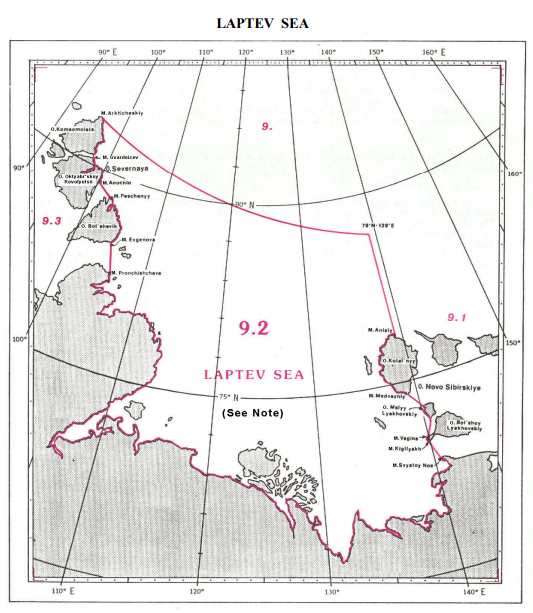 LAPTEV SEA
90° E
100°
110°
120°
130°
140°
150°
160° E
M. Arkticheskiy
9.
O. Komsomolets
M. Gvardeicev
O. Severnaya
O. Oktyabr'skoy
Revolyutsii
M. Anuchin
M. Peschanyy
90°
160°
80° N
9.3
O. Bol'shevik
79°N-139°E
M. Evgenova
M. Pronchishcheva
9.2
9.1
M. Anisiy
100°
150°
O. Kotel'nyy
LAPTEV SEA
O. Novo Sibirskiye
75° N
M. Medvezhiy
(See Note)
O. Malyy
Lyakhovskiy
O. Bol'shoy
Lyakhovskiy
M. Vagina
M. Kigilyakh
M. Svyatoy Nos
110° E
120°
130°
140° E